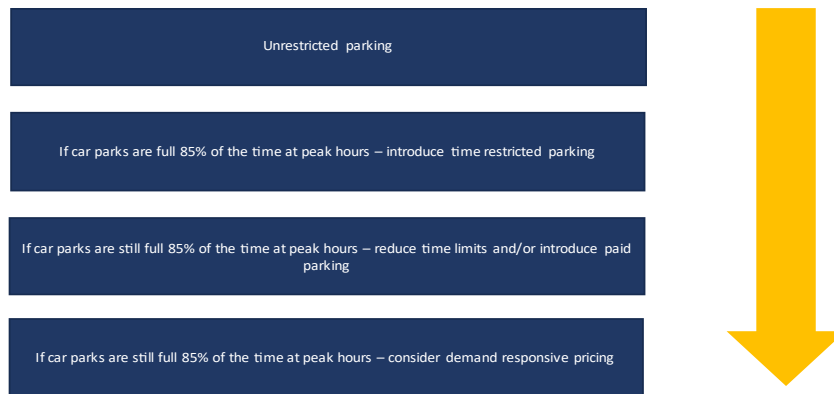 Unrestricted parking
If car parks are full 85% of the time at peak hours – introduce time restricted parking
If car parks are still full 85% of the time at peak hours – reduce time limits and/or introduce paid
parking
If car parks are still full 85% of the time at peak hours – consider demand responsive pricing